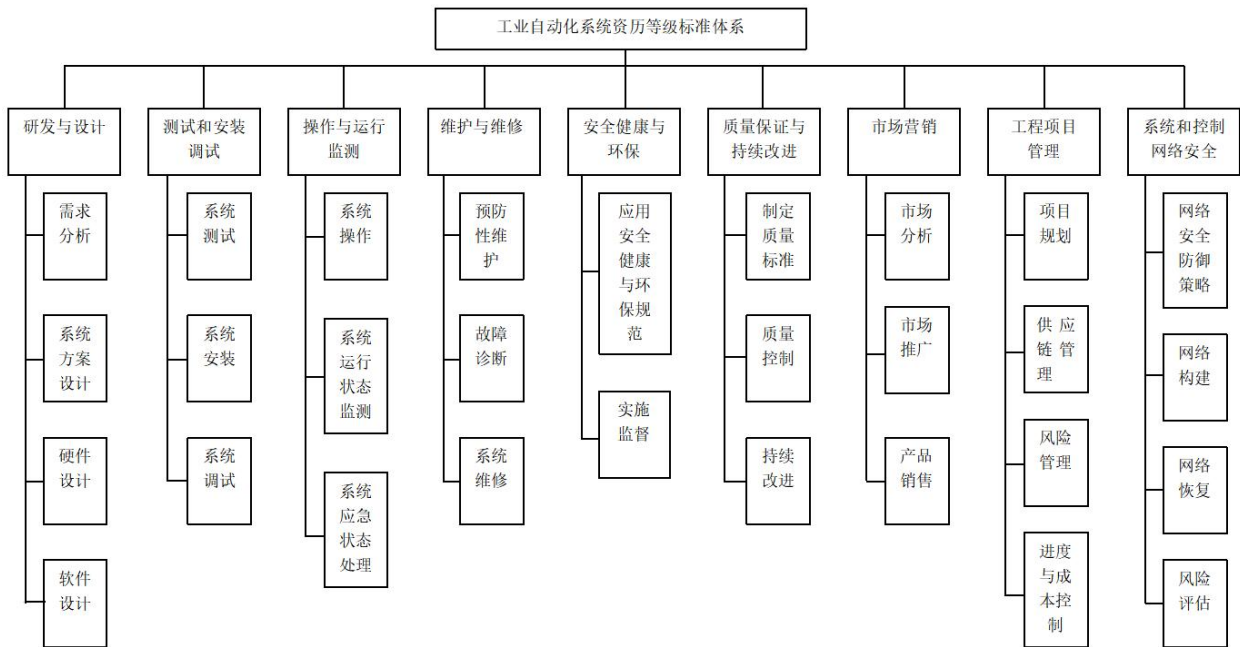 工业自动化系统资历等级标准体系
研发与设计
需求
分析
系统
方案
设计
硬件
设计
软件
设计
测试和安装
调试
系统
测试
系统
安装
系统
调试
操作与运行
监测
系统
操作
系统
运行
状态
监测
系统
应急
状态
处理
维护与维修
预防
性维
护
故障
诊断
系统
维修
安全健康与
环保
应用
安全
健康
与环
保规
范
实施
监督
质量保证与
持续改进
制定
质量
标准
质量
控制
持续
改进
市场营销
市场
分析
市场
推广
产品
销售
工程项目
管理
项目
规划
供 应
链 管
理
风险
管理
进度
与成
本控
制
系统和控制
网络安全
网络
安全
防御
策略
网络
构建
网络
恢复
风险
评估